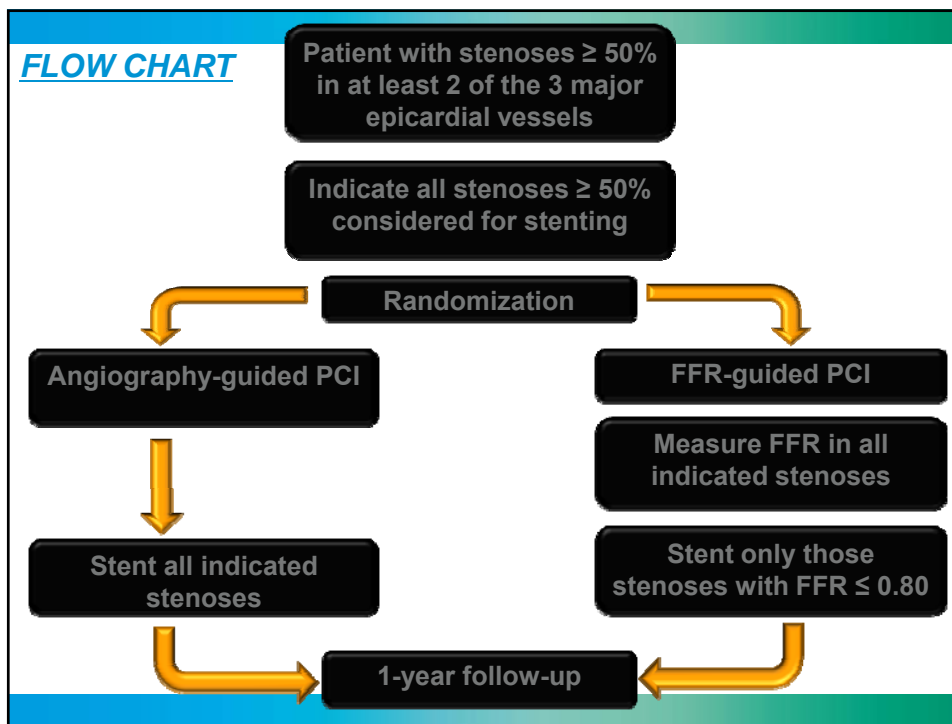 FLOW CHART
Patient with stenoses ≥ 50%
in at least 2 of the 3 major
epicardial vessels
Indicate all stenoses ≥ 50%
considered for stenting
Randomization
Angiography-guided PCI
FFR-guided PCI
Measure FFR in all
indicated stenoses
Stent all indicated
stenoses
Stent only those
stenoses with FFR ≤ 0.80
1-year follow-up